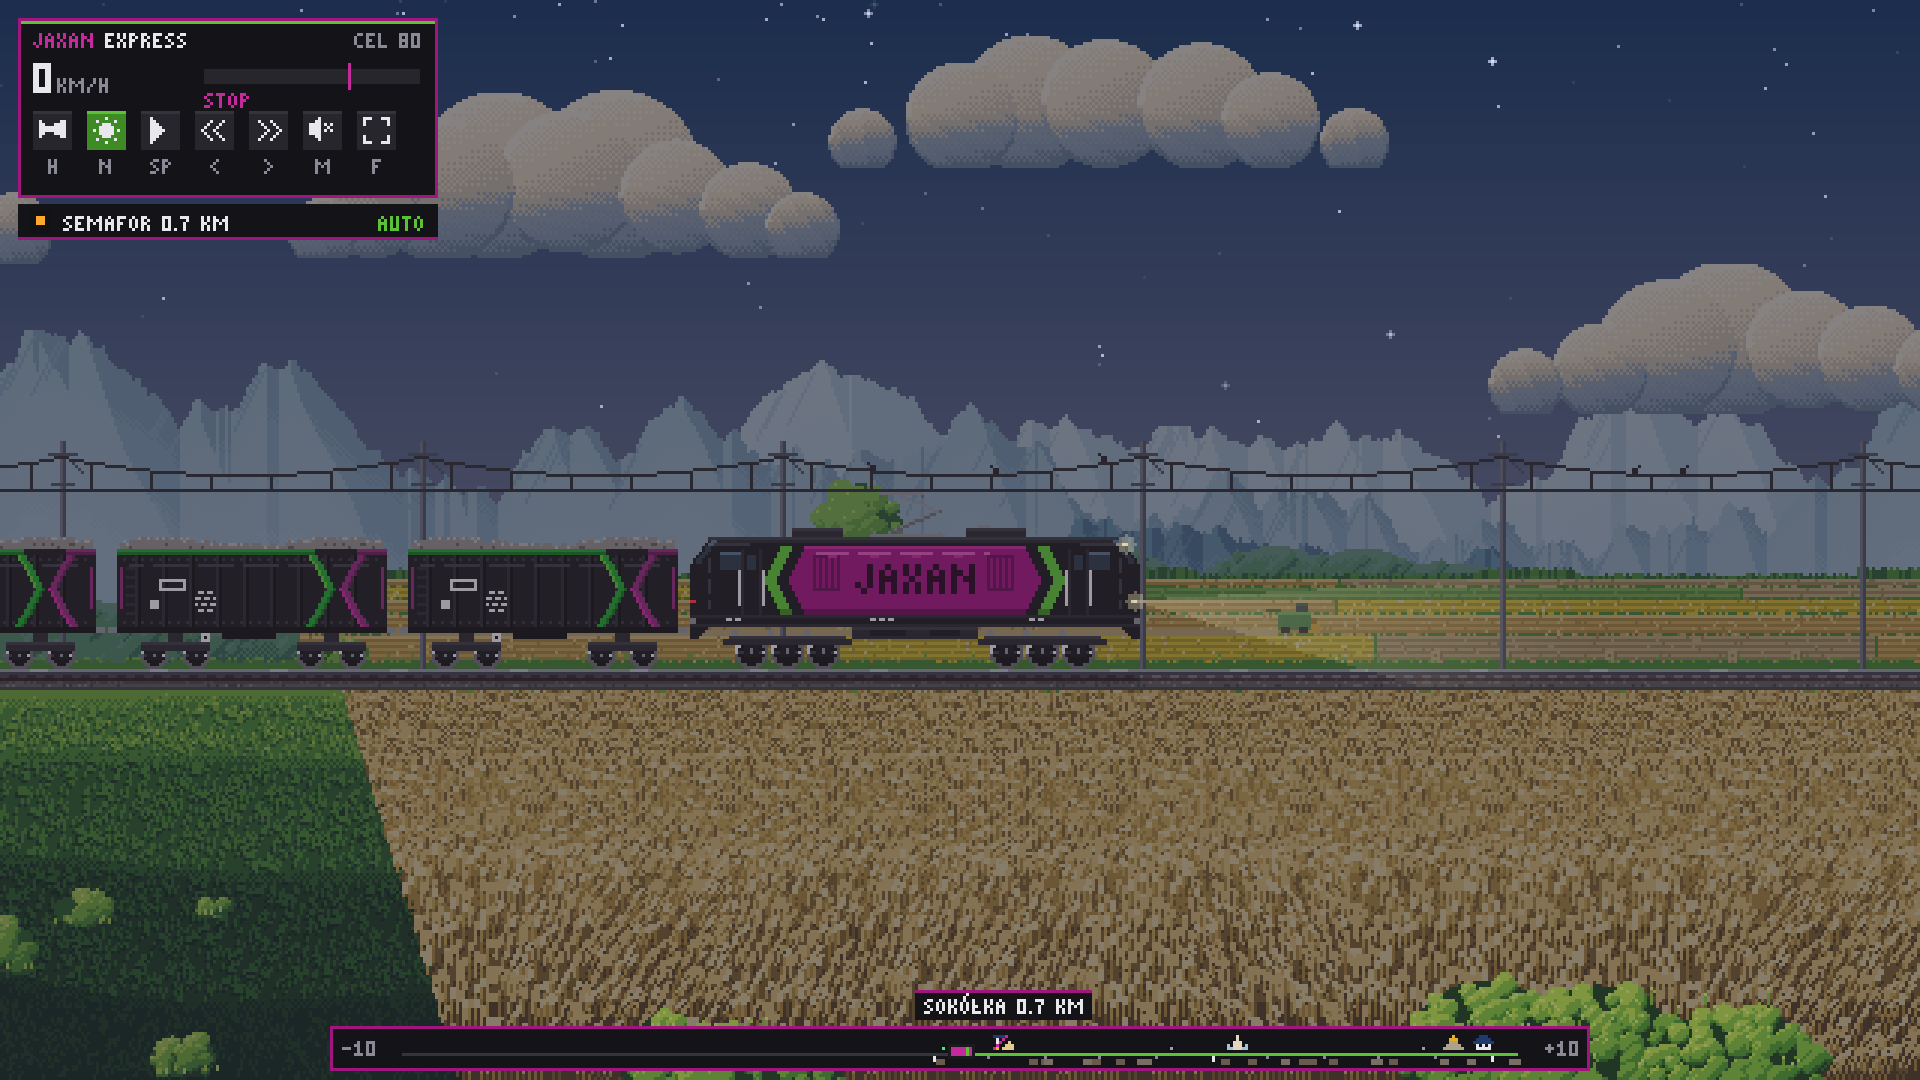 JAXAN EXPRESS CEL 80
0 KM/H
STOP
H N SP < > M F
SEMAFOR 0.7 KM AUTO
JAXAN
SOKÓŁKA 0.7 KM
-10 +10